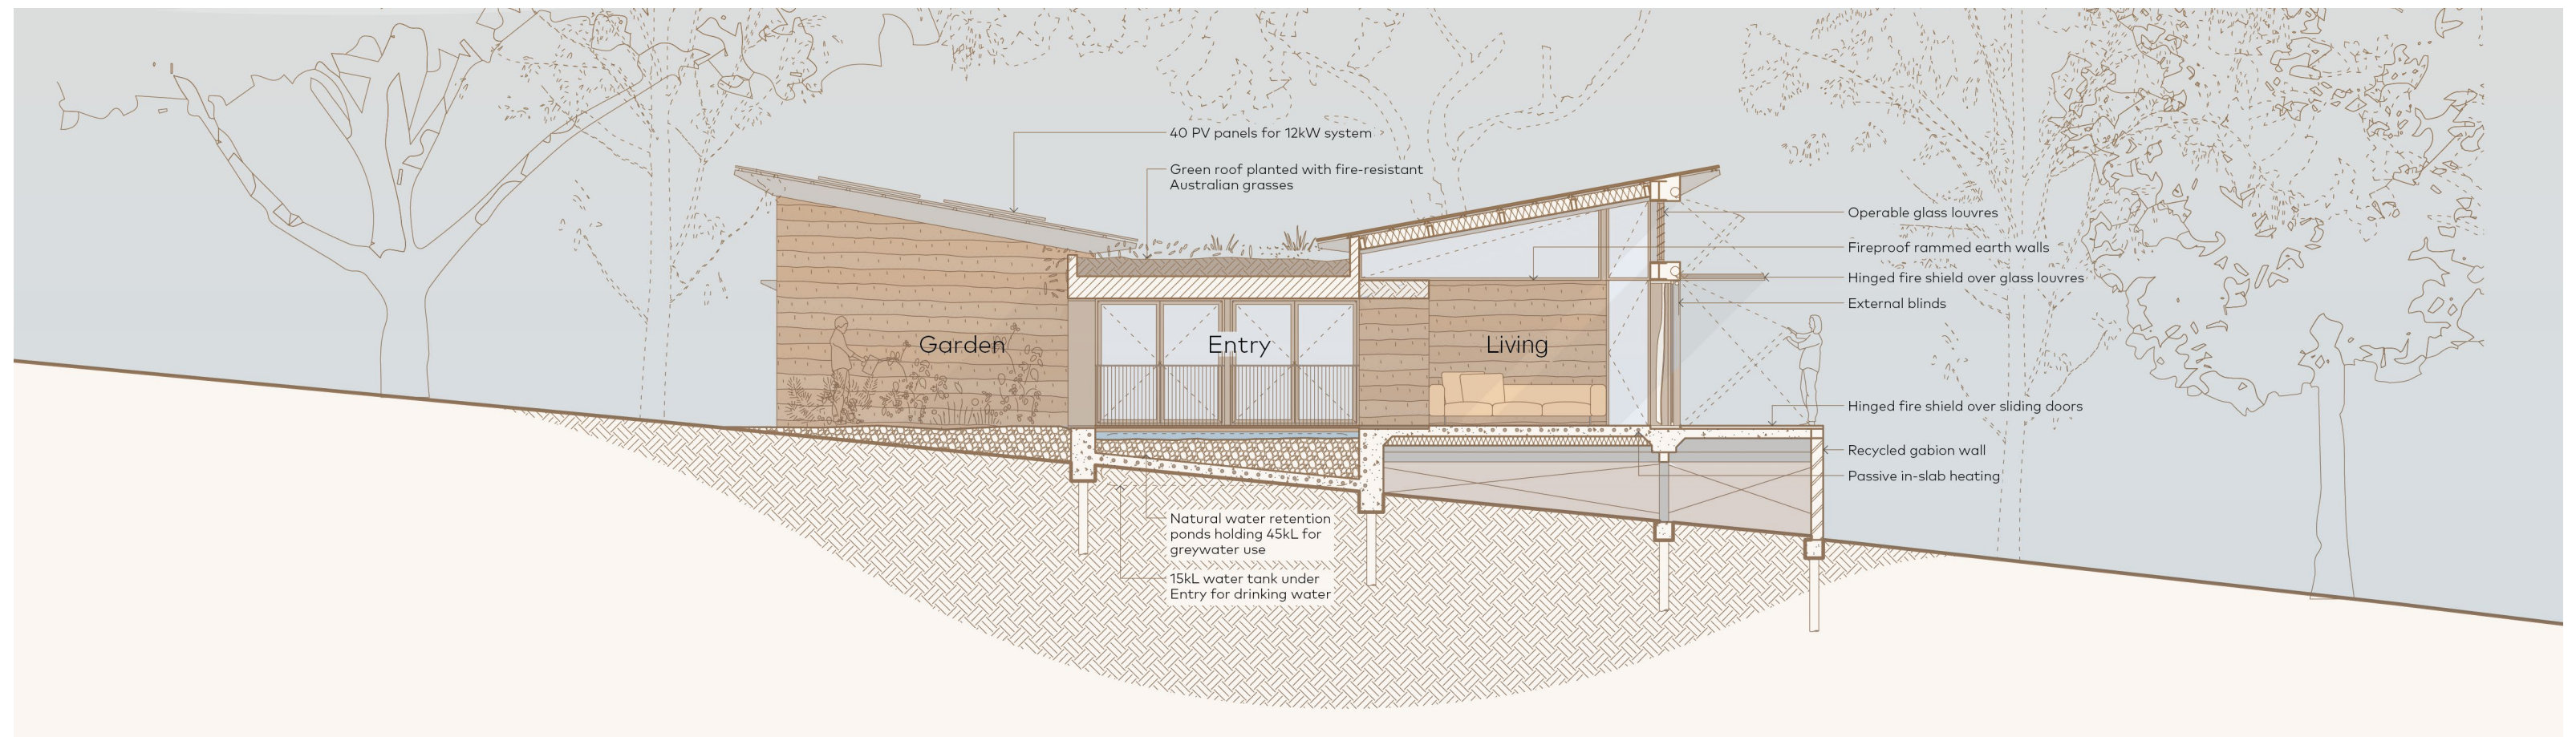 40 PV panels for 12kW system
Green roof planted with fire-resistant
Australian grasses
Operable glass louvres
Fireproof rammed earth walls
Hinged fire shield over glass louvres
External blinds
Garden
Entry
Living
Hinged fire shield over sliding doors
Recycled gabion wall
Passive in-slab heating
Natural water retention
ponds holding 45kL for
greywater use
15kL water tank under
Entry for drinking water